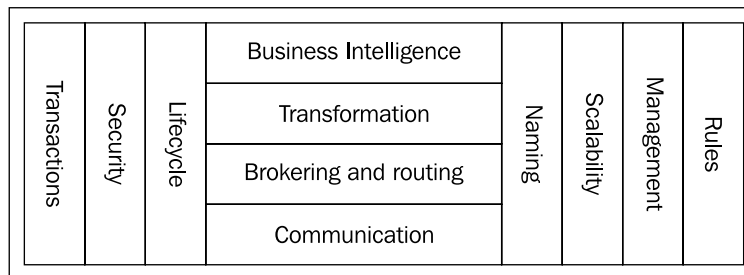 Transactions
Security
Lifecycle
Business Intelligence
Transformation
Brokering and routing
Communication
Naming
Scalability
Management
Rules